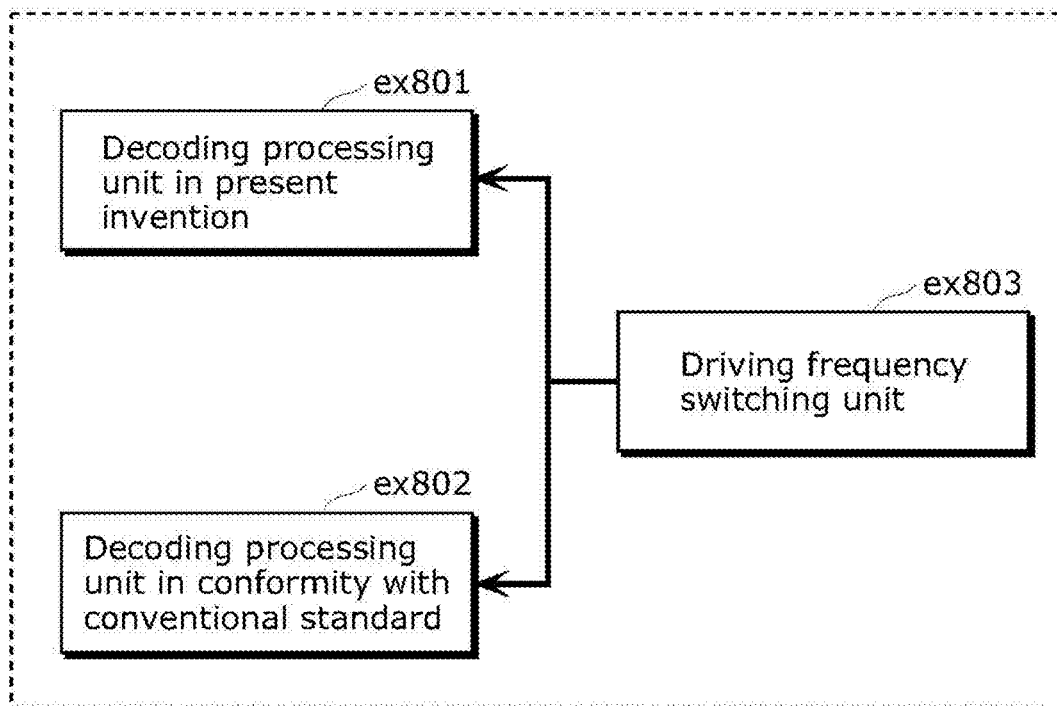 ex801
Decoding processing
unit in present
invention
ex803
Driving frequency
switching unit
ex802
Decoding processing
unit in conformity with
conventional standard